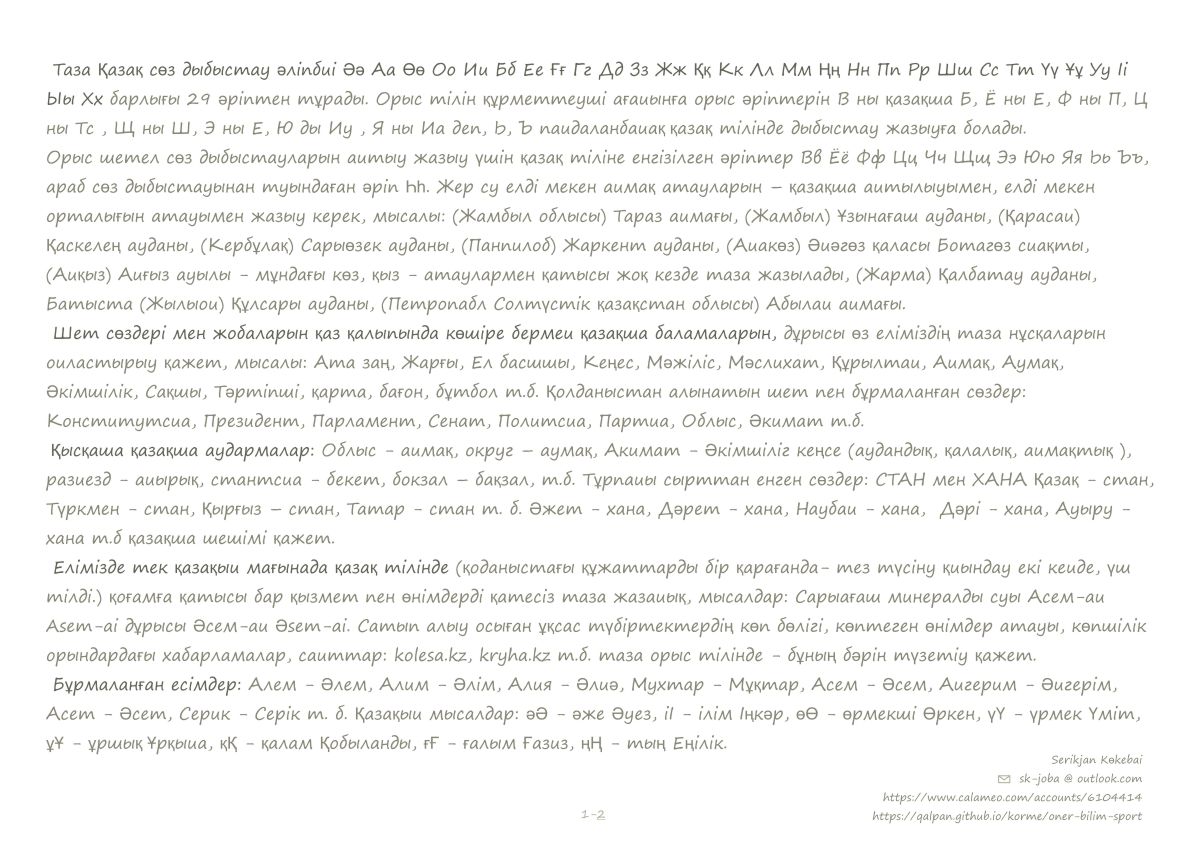 Таза Қазақ сөз дыбыстау әліпбиі Әә Аа Өө Оо Ии Бб Ее Ғғ Гг Дд Зз Жж Ққ Кк Лл Мм Ңң Нн Пп Рр Шш Сс Тт Үү Ұұ Уу Іі
Ыы Хх барлығы 29 әріптен тұрады. Орыс тілін құрметтеуші ағаиынға орыс әріптерін В ны қазақша Б, Ё ны Е, Ф ны П, Ц
ны Тс , Щ ны Ш, Э ны Е, Ю ды Иу , Я ны Иа деп, Ь, Ъ паидаланбаиақ қазақ тілінде дыбыстау жазыуға болады.
Орыс шетел сөз дыбыстауларын аитыу жазыу үшін қазақ тіліне енгізілген әріптер Вв Ёё Фф Цц Чч Щщ Ээ Юю Яя Ьь Ъъ,
араб сөз дыбыстауынан туындаған әріп Һһ. Жер су елді мекен аимақ атауларын – қазақша аитылыуымен, елді мекен
орталығын атауымен жазыу керек, мысалы: (Жамбыл облысы) Тараз аимағы, (Жамбыл) Ұзынағаш ауданы, (Қарасаи)
Қаскелең ауданы, (Кербұлақ) Сарыөзек ауданы, (Панпилоб) Жаркент ауданы, (Аиакөз) Әиәгөз қаласы Ботагөз сиақты,
(Аиқыз) Аиғыз ауылы - мұндағы көз, қыз - атаулармен қатысы жоқ кезде таза жазылады, (Жарма) Қалбатау ауданы,
Батыста (Жылыои) Құлсары ауданы, (Петропабл Солтүстік қазақстан облысы) Абылаи аимағы.
Шет сөздері мен жобаларын қаз қалыпында көшіре бермеи қазақша баламаларын, дұрысы өз еліміздің таза нұсқаларын
оиластырыу қажет, мысалы: Ата заң, Жарғы, Ел басшшы, Кеңес, Мәжіліс, Мәслихат, Құрылтаи, Аимақ, Аумақ,
Әкімшілік, Сақшы, Тәртіпші, қарта, бағон, бұтбол т.б. Қолданыстан алынатын шет пен бұрмаланған сөздер:
Конститутсиа, Президент, Парламент, Сенат, Политсиа, Партиа, Облыс, Әкимат т.б.
Қысқаша қазақша аудармалар: Облыс - аимақ, округ – аумақ, Акимат - Әкімшіліг кеңсе (аудандық, қалалық, аимақтық ),
разиезд - аиырық, стантсиа - бекет, бокзал – бақзал, т.б. Тұрпаиы сырттан енген сөздер: СТАН мен ХАНА Қазақ - стан,
Түркмен - стан, Қырғыз – стан, Татар - стан т. б. Әжет - хана, Дәрет - хана, Наубаи - хана,  Дәрі - хана, Ауыру -
хана т.б қазақша шешімі қажет.
Елімізде тек қазақыи мағынада қазақ тілінде (қоданыстағы құжаттарды бір қарағанда- тез түсіну қиындау екі кеиде, үш
тілді.) қоғамға қатысы бар қызмет пен өнімдерді қатесіз таза жазаиық, мысалдар: Сарыағаш минералды суы Асем-аи
Asem-ai дұрысы Әсем-аи Əsem-ai. Сатып алыу осыған ұқсас түбіртектердің көп бөлігі, көптеген өнімдер атауы, көпшілік
орындардағы хабарламалар, саиттар: kolesa.kz, kryha.kz т.б. таза орыс тілінде - бұның бәрін түзетіу қажет.
Бұрмаланған есімдер: Алем - Әлем, Алим - Әлім, Алия - Әлиә, Мухтар - Мұқтар, Асем - Әсем, Аигерим - Әигерім,
Асет - Әсет, Серик - Серік т. б. Қазақыи мысалдар: әӘ - әже Әуез, іІ - ілім Іңкәр, өӨ - өрмекші Өркен, үҮ - үрмек Үміт,
ұҰ - ұршық Ұрқыиа, қҚ - қалам Қобыланды, ғҒ - ғалым Ғазиз, ңҢ - тың Еңілік.
Serikjan Kөkebai
sk-joba @ outlook.com
https://www.calameo.com/accounts/6104414
1-2
https://qalpan.github.io/korme/oner-bilim-sport